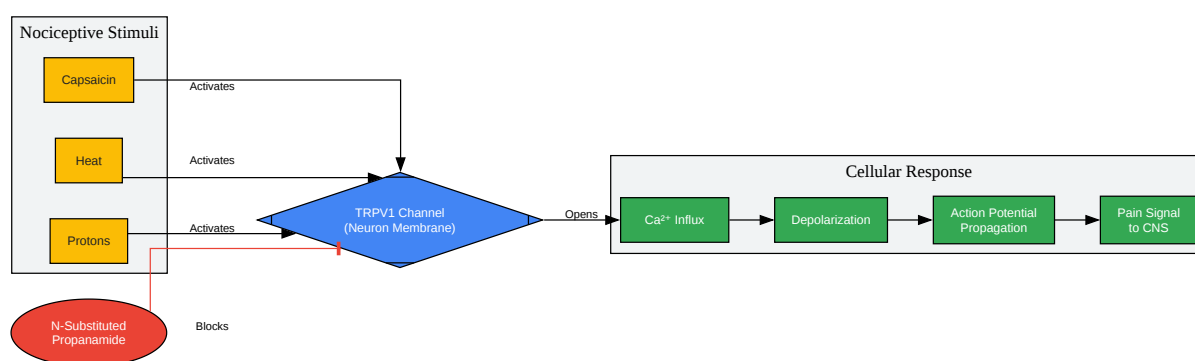 Nociceptive Stimuli
Capsaicin
Activates
Heat
Activates
Protons
Activates
N-Substituted
Propanamide
Blocks
TRPV1 Channel
(Neuron Membrane)
Opens
Cellular Response
Ca²⁺ Influx
Depolarization
Action Potential
Propagation
Pain Signal
to CNS